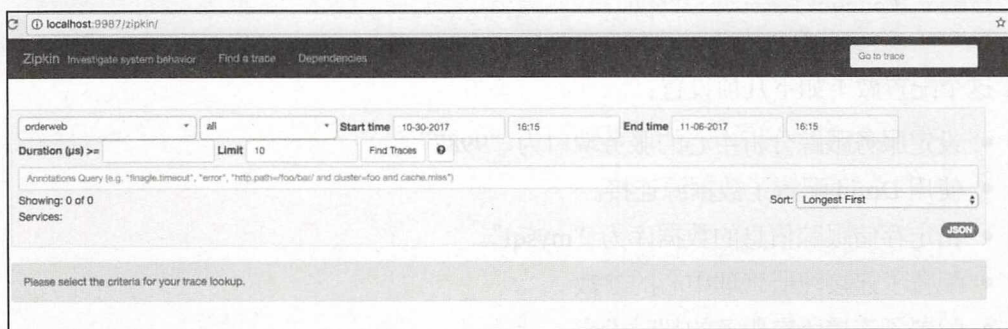 localhost:9987/zipkin/
Zipkin Investigate system behavior Find a trace Dependencies Go to trace
orderweb all Start time 10-30-2017 16:15 End time 11-06-2017 16:15
Duration (μs) >= Limit 10 Find Traces
Annotations Query (e.g. "finagle.timeout", "error", "http.path=/foo/bar/ and cluster=foo and cache.miss")
Showing: 0 of 0 Sort: Longest First
Services:
JSON
Please select the criteria for your trace lookup.